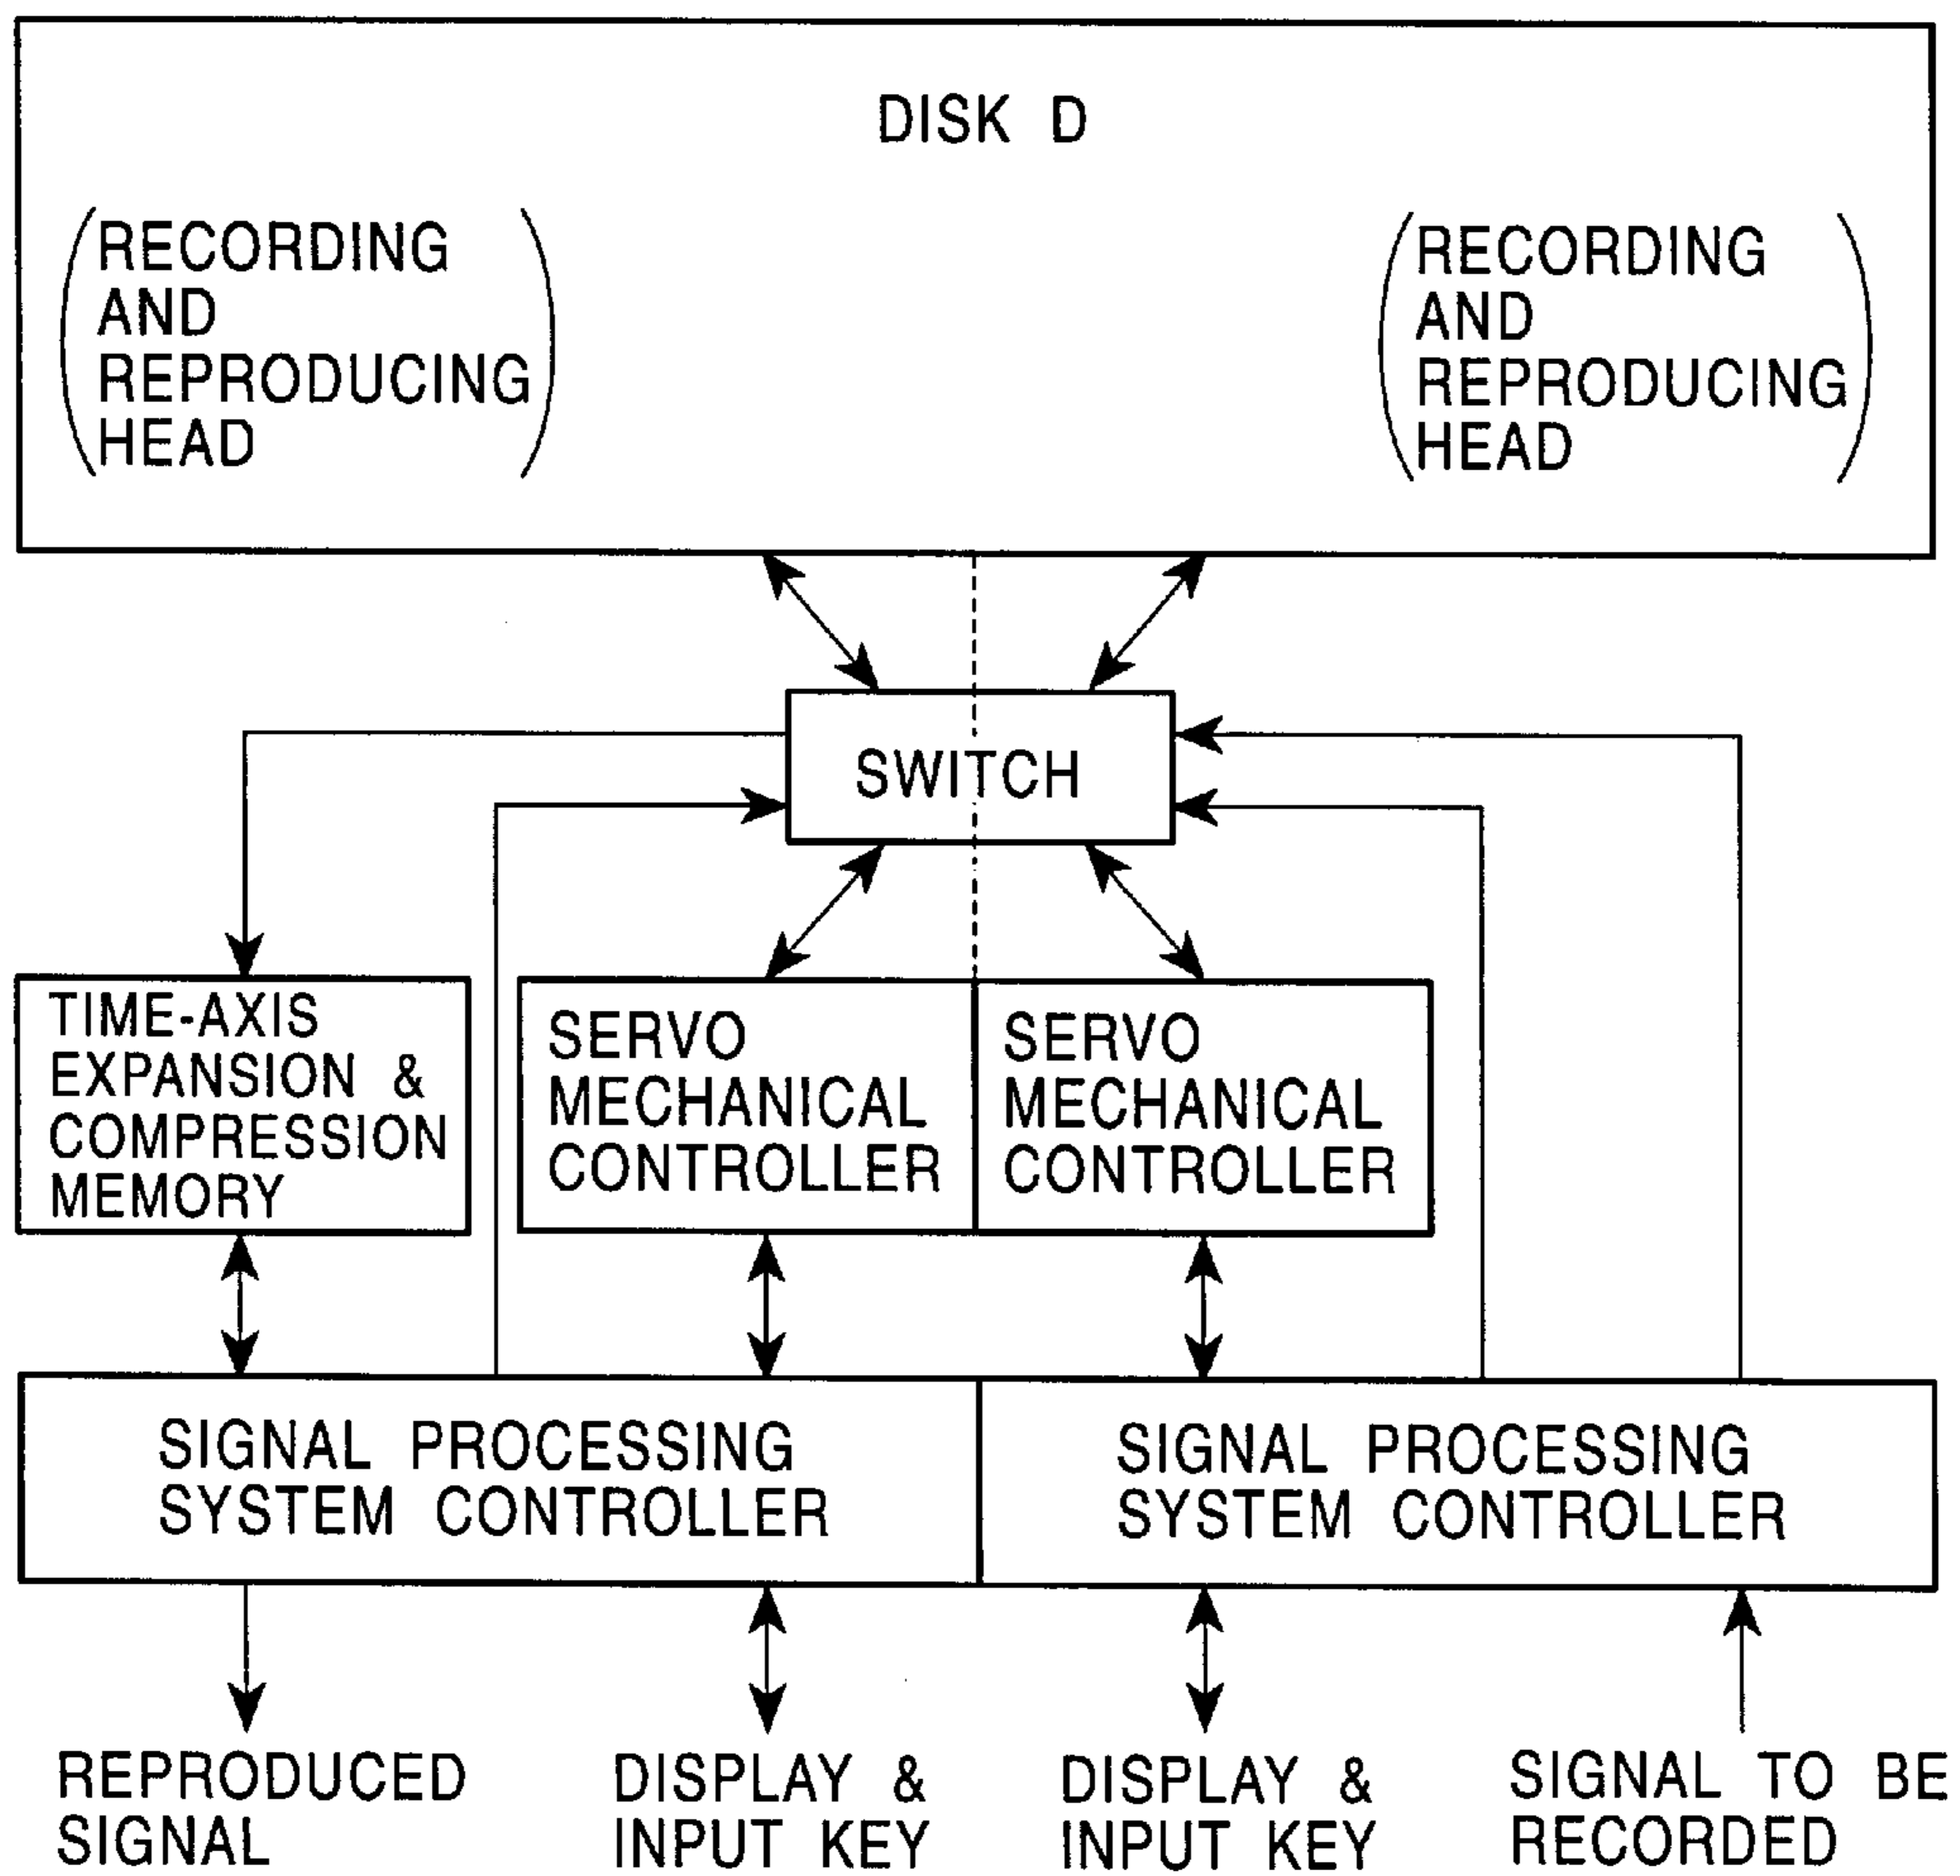 DISK D
RECORDING
AND
REPRODUCING
HEAD
RECORDING
AND
REPRODUCING
HEAD
SWITCH
TIME-AXIS
EXPANSION &
COMPRESSION
MEMORY
SERVO
MECHANICAL
CONTROLLER
SERVO
MECHANICAL
CONTROLLER
SIGNAL PROCESSING
SYSTEM CONTROLLER
SIGNAL PROCESSING
SYSTEM CONTROLLER
REPRODUCED
SIGNAL
DISPLAY &
INPUT KEY
DISPLAY &
INPUT KEY
SIGNAL TO BE
RECORDED